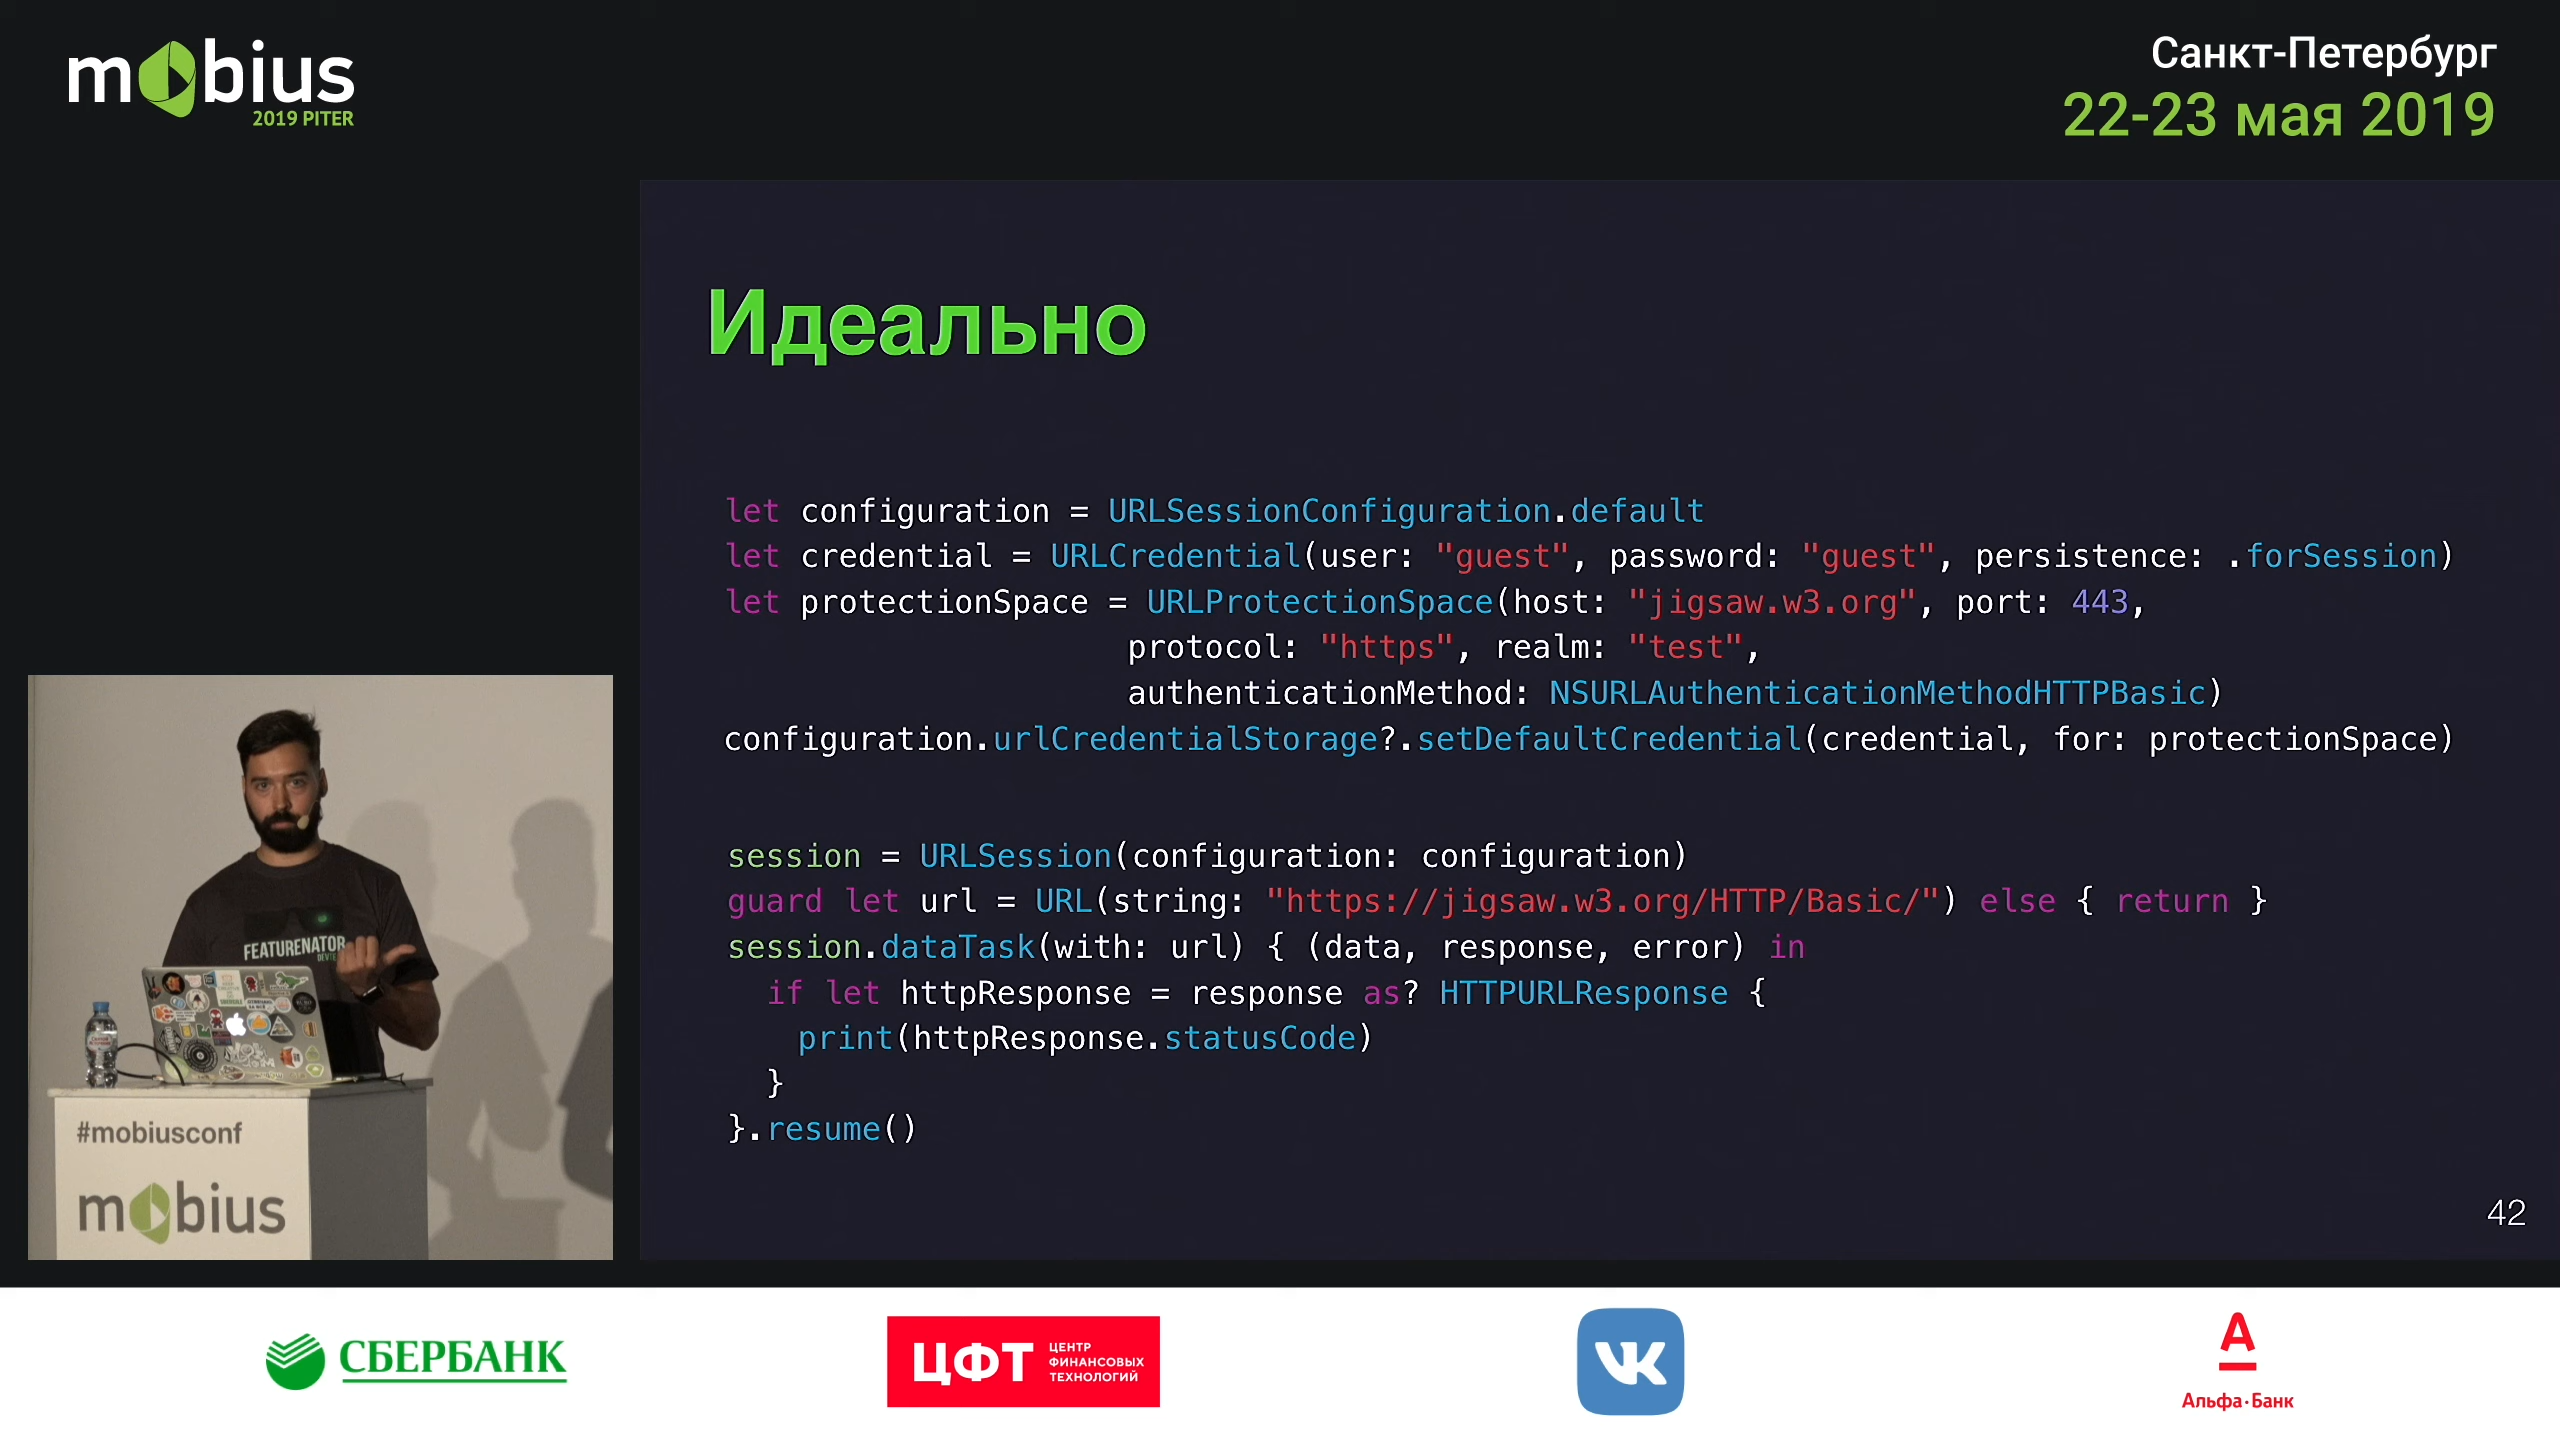 mobius
2019 PITER
Санкт-Петербург
22-23 мая 2019
Идеально
let configuration = URLSessionConfiguration.default
let credential = URLCredential(user: "guest", password: "guest", persistence: .forSession)
let protectionSpace = URLProtectionSpace(host: "jigsaw.w3.org", port: 443,
protocol: "https", realm: "test",
authenticationMethod: NSURLAuthenticationMethodHTTPBasic)
configuration.urlCredentialStorage?.setDefaultCredential(credential, for: protectionSpace)
session = URLSession(configuration: configuration)
guard let url = URL(string: "https://jigsaw.w3.org/HTTP/Basic/") else { return }
session.dataTask(with: url) { (data, response, error) in
if let httpResponse = response as? HTTPURLResponse {
print(httpResponse.statusCode)
}
}.resume()
42
FEATURENATOR
#mobiusconf
mobius
СБЕРБАНК
ЦФТ
ЦЕНТР
ФИНАНСОВЫХ
ТЕХНОЛОГИЙ
VK
А
Альфа·Банк